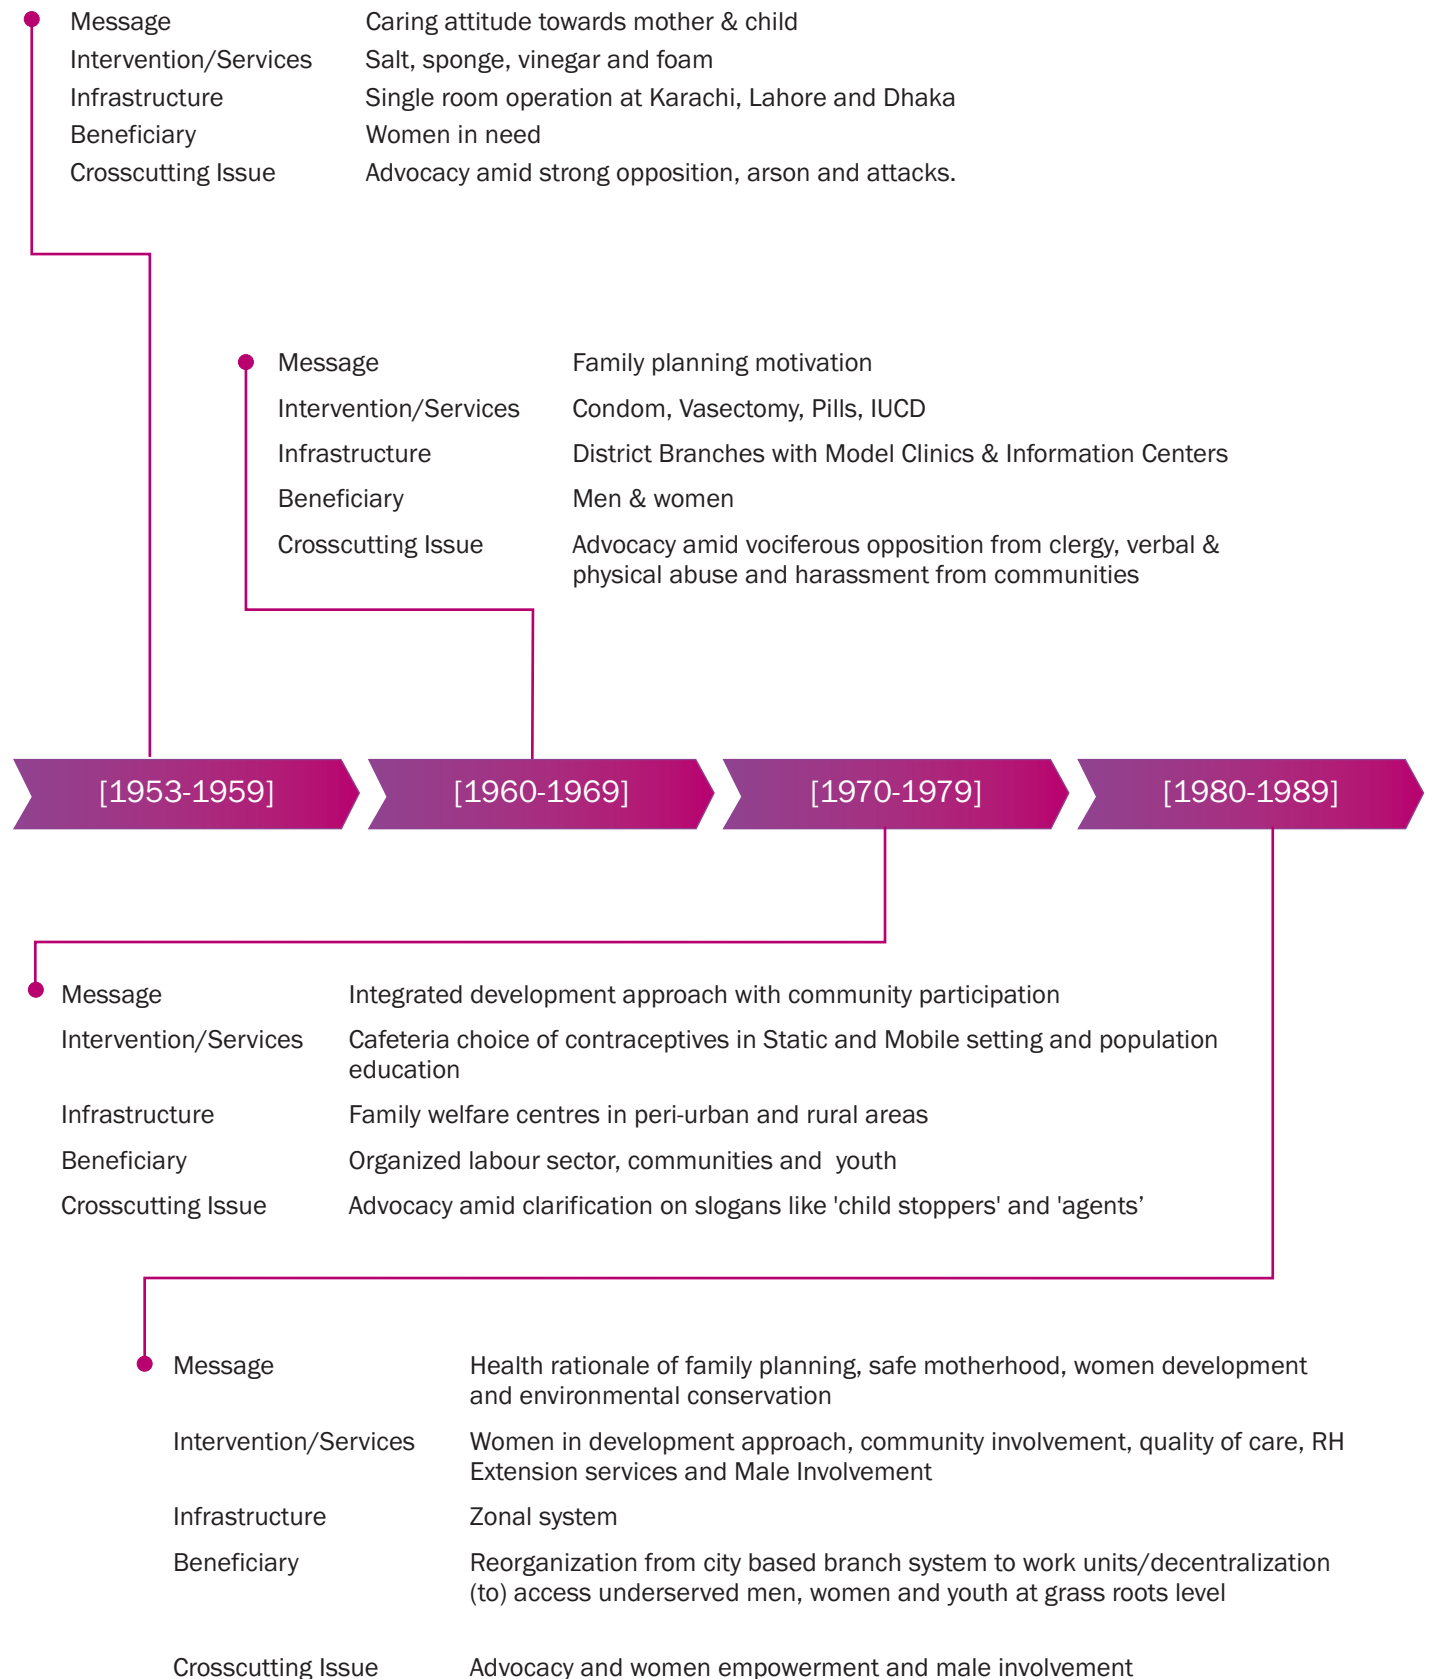 Message Caring attitude towards mother & child
Intervention/Services Salt, sponge, vinegar and foam
Infrastructure Single room operation at Karachi, Lahore and Dhaka
Beneficiary Women in need
Crosscutting Issue Advocacy amid strong opposition, arson and attacks.
Message Family planning motivation
Intervention/Services Condom, Vasectomy, Pills, IUCD
Infrastructure District Branches with Model Clinics & Information Centers
Beneficiary Men & women
Crosscutting Issue Advocacy amid vociferous opposition from clergy, verbal &
physical abuse and harassment from communities
[1953-1959] [1960-1969] [1970-1979] [1980-1989]
Message Integrated development approach with community participation
Intervention/Services Cafeteria choice of contraceptives in Static and Mobile setting and population
education
Infrastructure Family welfare centres in peri-urban and rural areas
Beneficiary Organized labour sector, communities and youth
Crosscutting Issue Advocacy amid clarification on slogans like 'child stoppers' and 'agents’
Message Health rationale of family planning, safe motherhood, women development
and environmental conservation
Intervention/Services Women in development approach, community involvement, quality of care, RH
Extension services and Male Involvement
Infrastructure Zonal system
Beneficiary Reorganization from city based branch system to work units/decentralization
(to) access underserved men, women and youth at grass roots level
Crosscutting Issue Advocacy and women empowerment and male involvement